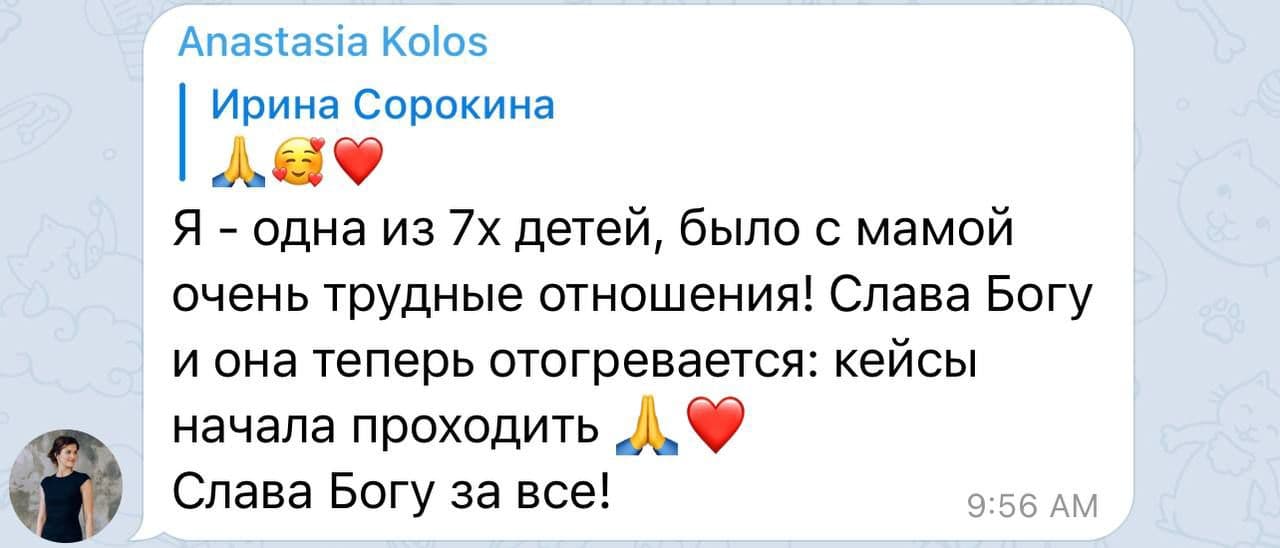 Anastasia Kolos
Ирина Сорокина
🙏🥰❤️
Я - одна из 7х детей, было с мамой
очень трудные отношения! Слава Богу
и она теперь отогревается: кейсы
начала проходить 🙏❤️
Слава Богу за все!
9:56 AM